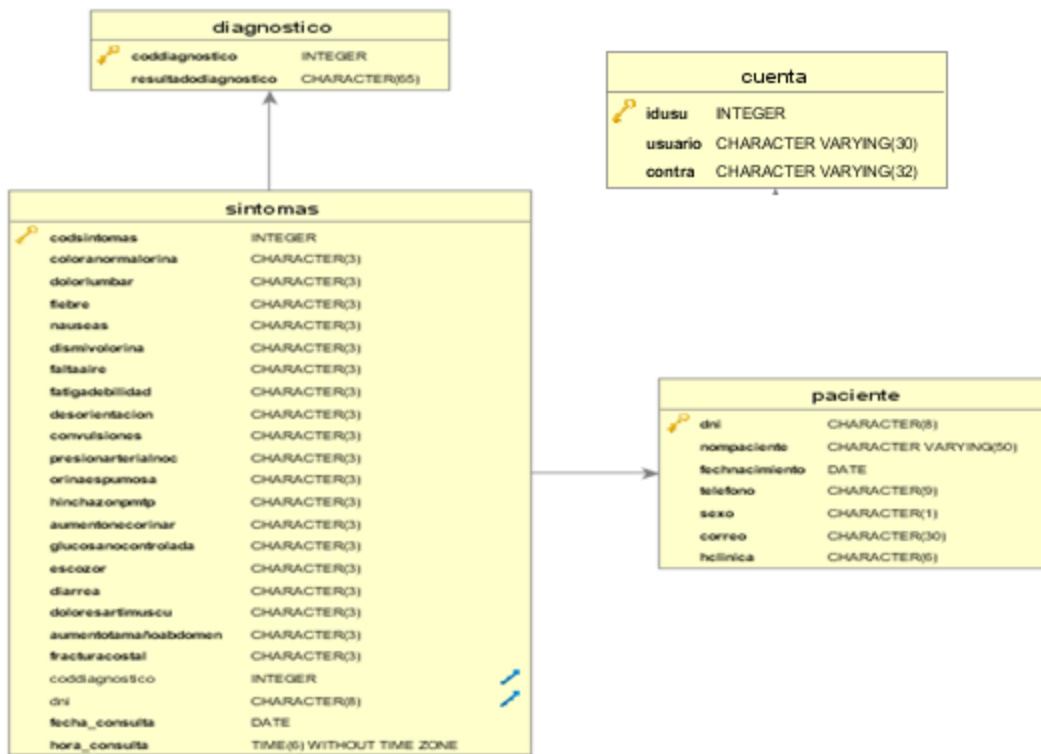 diagnostico
coddiagnostico INTEGER
resultadodiagnostico CHARACTER(65)
cuenta
idusu INTEGER
usuario CHARACTER VARYING(30)
contra CHARACTER VARYING(32)
sintomas
codsintomas INTEGER
coloranormalorina CHARACTER(3)
dolorlumbar CHARACTER(3)
fiebre CHARACTER(3)
nauseas CHARACTER(3)
dismivolorina CHARACTER(3)
faltaaire CHARACTER(3)
fatigadebilidad CHARACTER(3)
desorientacion CHARACTER(3)
convulsiones CHARACTER(3)
presionarterialnoc CHARACTER(3)
orinaespumosa CHARACTER(3)
hinchazonpmtp CHARACTER(3)
aumentonecorinar CHARACTER(3)
glucosanocontrolada CHARACTER(3)
escozor CHARACTER(3)
diarrea CHARACTER(3)
doloresartimuscu CHARACTER(3)
aumentotamañoabdomen CHARACTER(3)
fracturacostal CHARACTER(3)
coddiagnostico INTEGER
dni CHARACTER(8)
fecha_consulta DATE
hora_consulta TIME(6) WITHOUT TIME ZONE
paciente
dni CHARACTER(8)
nompaciente CHARACTER VARYING(50)
fechnacimiento DATE
telefono CHARACTER(9)
sexo CHARACTER(1)
correo CHARACTER(30)
hclinica CHARACTER(6)